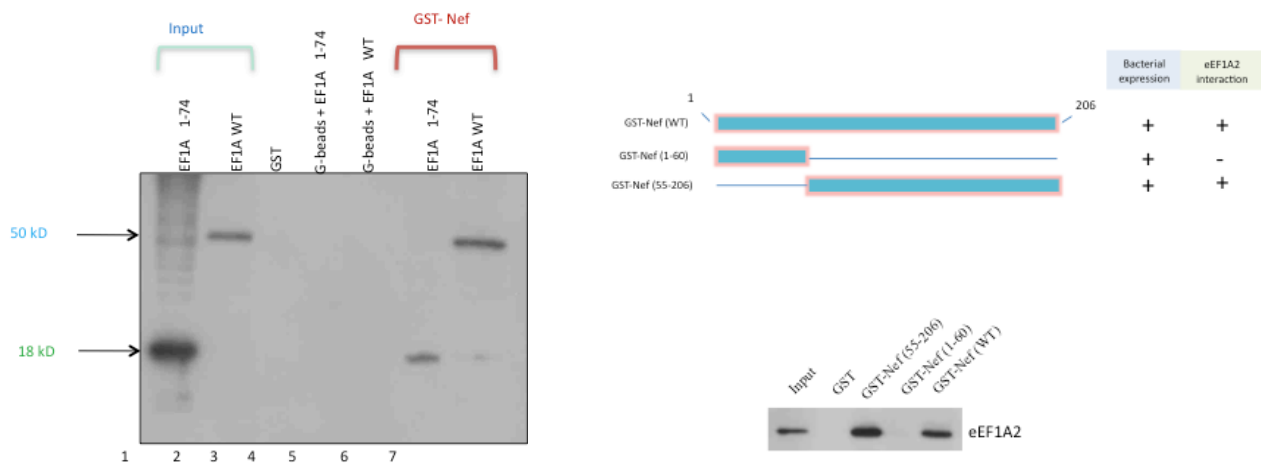 Input
GST- Nef
EF1A 1-74
EF1A WT
GST
G-beads + EF1A 1-74
G-beads + EF1A WT
EF1A 1-74
EF1A WT
50 kD
18 kD
1 2 3 4 5 6 7
Bacterial
expression
eEF1A2
interaction
1
206
GST-Nef (WT)
+ +
GST-Nef (1-60)
+ -
GST-Nef (55-206)
+ +
Input
GST
GST-Nef (55-206)
GST-Nef (1-60)
GST-Nef (WT)
eEF1A2